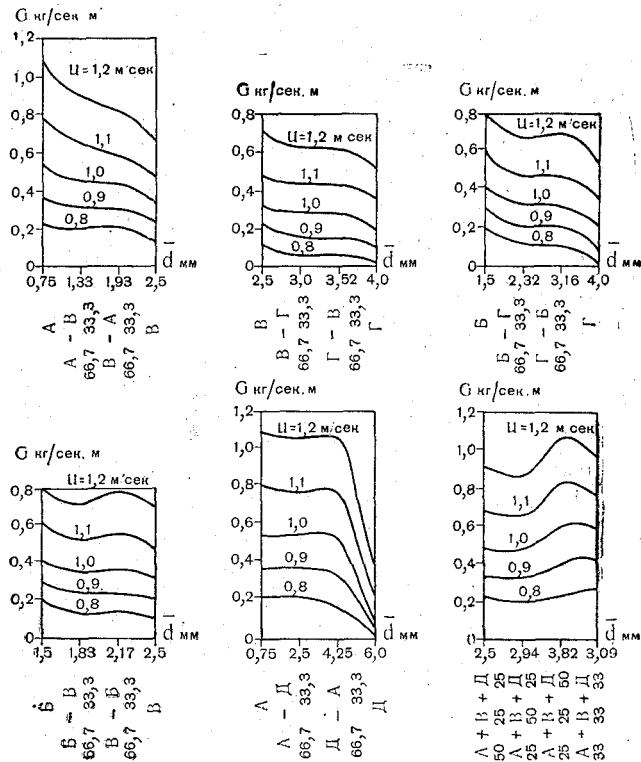 G кг/сек м
1,2
1,0
0,8
0,6
0,4
0,2
0
u=1,2 м/сек
1,1
1,0
0,9
0,8
0,75 1,33 1,93 2,5
d̅ мм
А
А – В
66,7 33,3
В – А
66,7 33,3
В
G кг/сек. м
0,8
0,6
0,4
0,2
0
u=1,2 м/сек
1,1
1,0
0,9
0,8
2,5 3,0 3,52 4,0
d̅ мм
В
В – Г
66,7 33,3
Г – В
66,7 33,3
Г
G кг/сек. м
0,8
0,6
0,4
0,2
0
u=1,2 м/сек
1,1
1,0
0,9
0,8
1,5 2,32 3,16 4,0
d̅ мм
Б
Б – Г
66,7 33,3
Г – Б
66,7 33,3
Г
G кг/сек. м
0,8
0,6
0,4
0,2
0
u=1,2 м/сек
1,1
1,0
0,9
0,8
1,5 1,83 2,17 2,5
d̅ мм
Б
Б – В
66,7 33,3
В – Б
66,7 33,3
В
G кг/сек. м
1,2
1,0
0,8
0,6
0,4
0,2
0
u=1,2 м/сек
1,1
1,0
0,9
0,8
0,75 2,5 4,25 6,0
d̅ мм
А
А – Д
66,7 33,3
Д – А
66,7 33,3
Д
G кг/сек. м
1,2
1,0
0,8
0,6
0,4
0,2
0
u=1,2 м/сек
1,1
1,0
0,9
0,8
2,5 2,94 3,82 3,09
d̅ мм
А + В + Д
50 25 25
А + В + Д
25 50 25
А + В + Д
25 25 50
А + В + Д
33 33 33